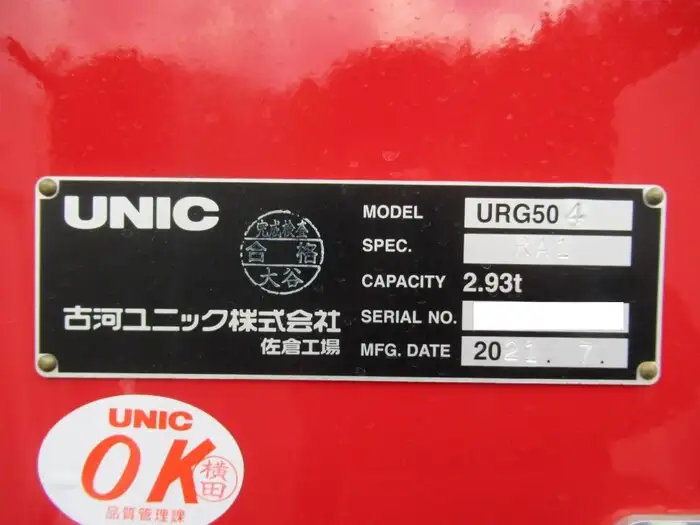 UNIC
完成検査
合格
大谷
古河ユニック株式会社
佐倉工場
MODEL URG504
SPEC.
CAPACITY 2.93t
SERIAL NO.
MFG. DATE 2021.7.
UNIC
OK
横田
品質管理課